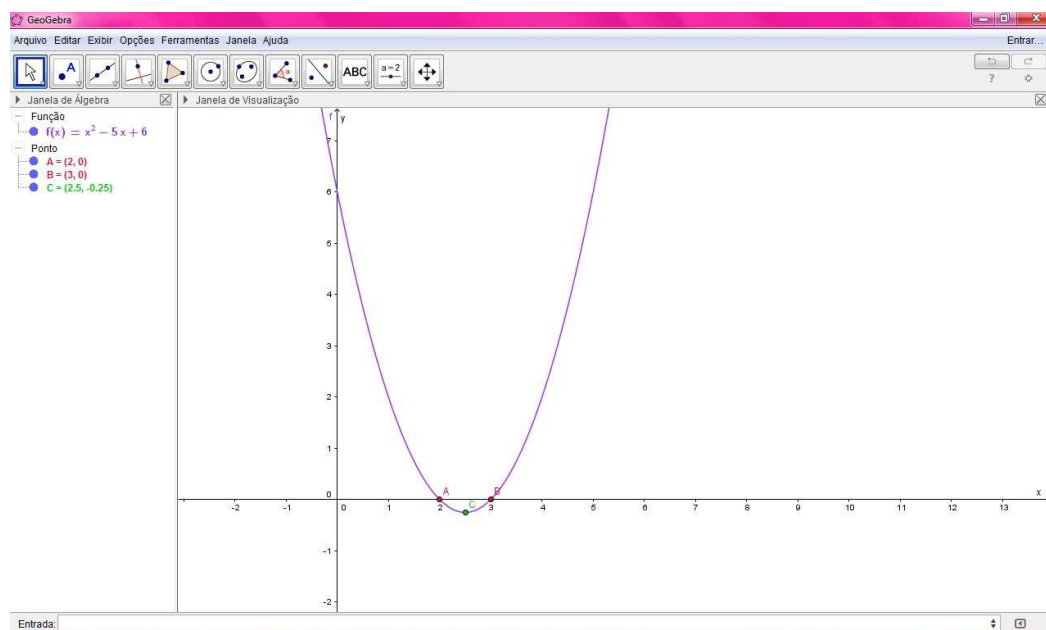 GeoGebra
Arquivo Editar Exibir Opções Ferramentas Janela Ajuda Entrar...
A α ABC a=2 ?
Janela de Álgebra Janela de Visualização
Função
f(x) = x² − 5 x + 6
Ponto
A = (2, 0)
B = (3, 0)
C = (2.5, -0.25)
f y
7
6
5
4
3
2
1
0
A B C x
-2 -1 0 1 2 3 4 5 6 7 8 9 10 11 12 13
-1
-2
Entrada: